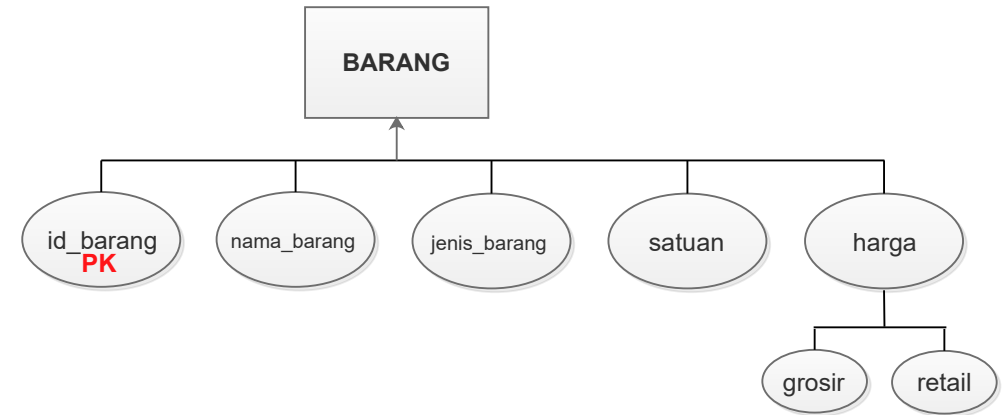 BARANG
id_barang
PK
nama_barang
jenis_barang
satuan
harga
grosir
retail